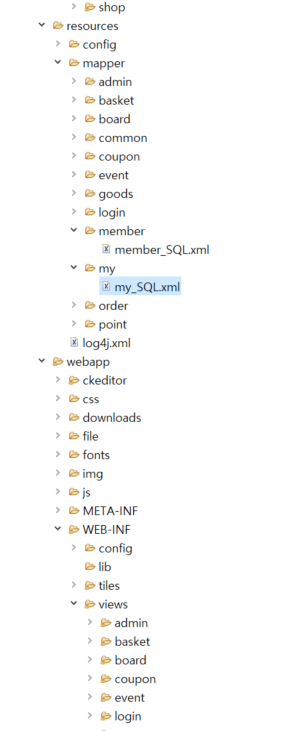 shop
resources
config
mapper
admin
basket
board
common
coupon
event
goods
login
member
member_SQL.xml
my
my_SQL.xml
order
point
log4j.xml
webapp
ckeditor
css
downloads
file
fonts
img
js
META-INF
WEB-INF
config
lib
tiles
views
admin
basket
board
coupon
event
login